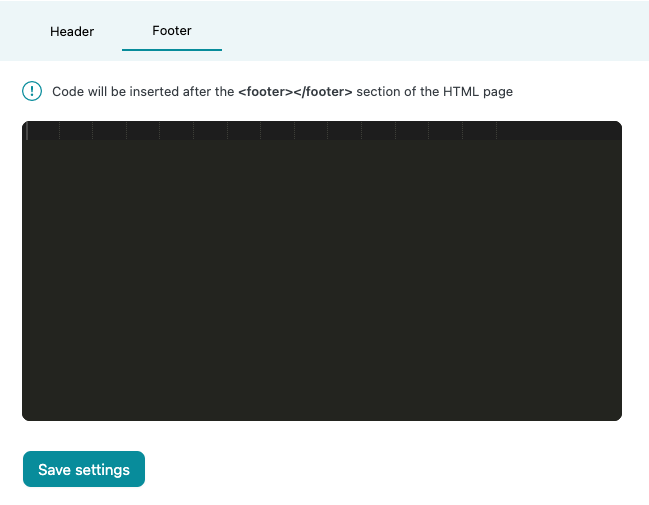 Header
Footer
Code will be inserted after the <footer></footer> section of the HTML page
Save settings